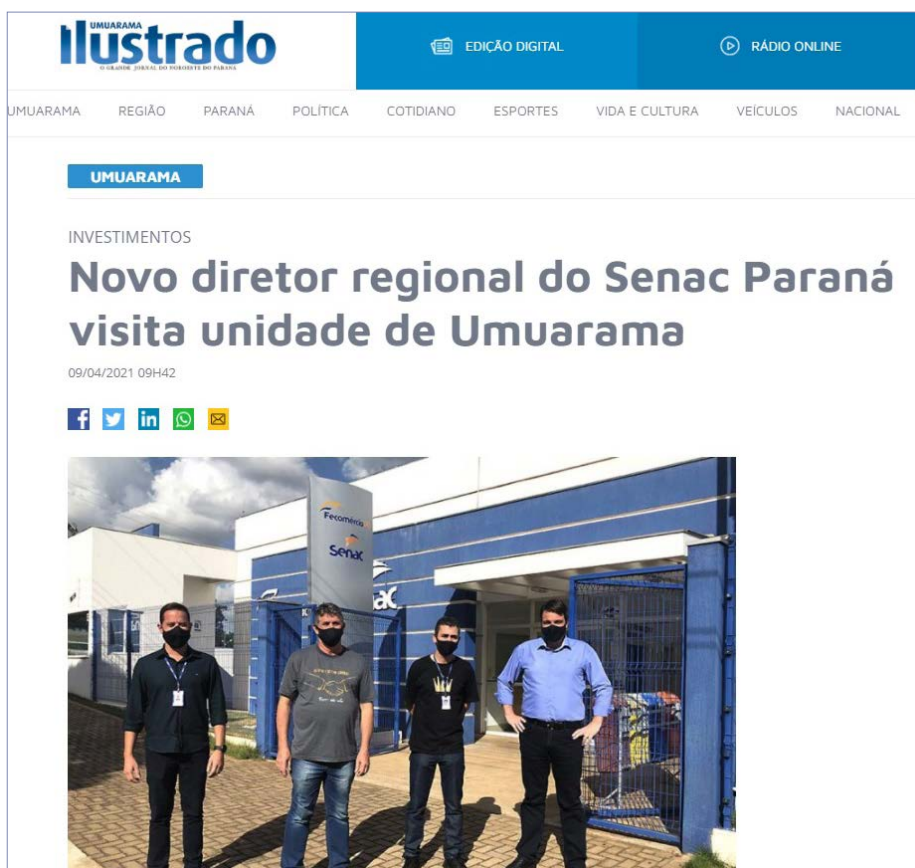 UMUARAMA
Ilustrado
O GRANDE JORNAL DO NOROESTE DO PARANÁ
EDIÇÃO DIGITAL
RÁDIO ONLINE
UMUARAMA REGIÃO PARANÁ POLÍTICA COTIDIANO ESPORTES VIDA E CULTURA VEÍCULOS NACIONAL
UMUARAMA
INVESTIMENTOS
Novo diretor regional do Senac Paraná
visita unidade de Umuarama
09/04/2021 09H42
Fecomércio
Senac
ac